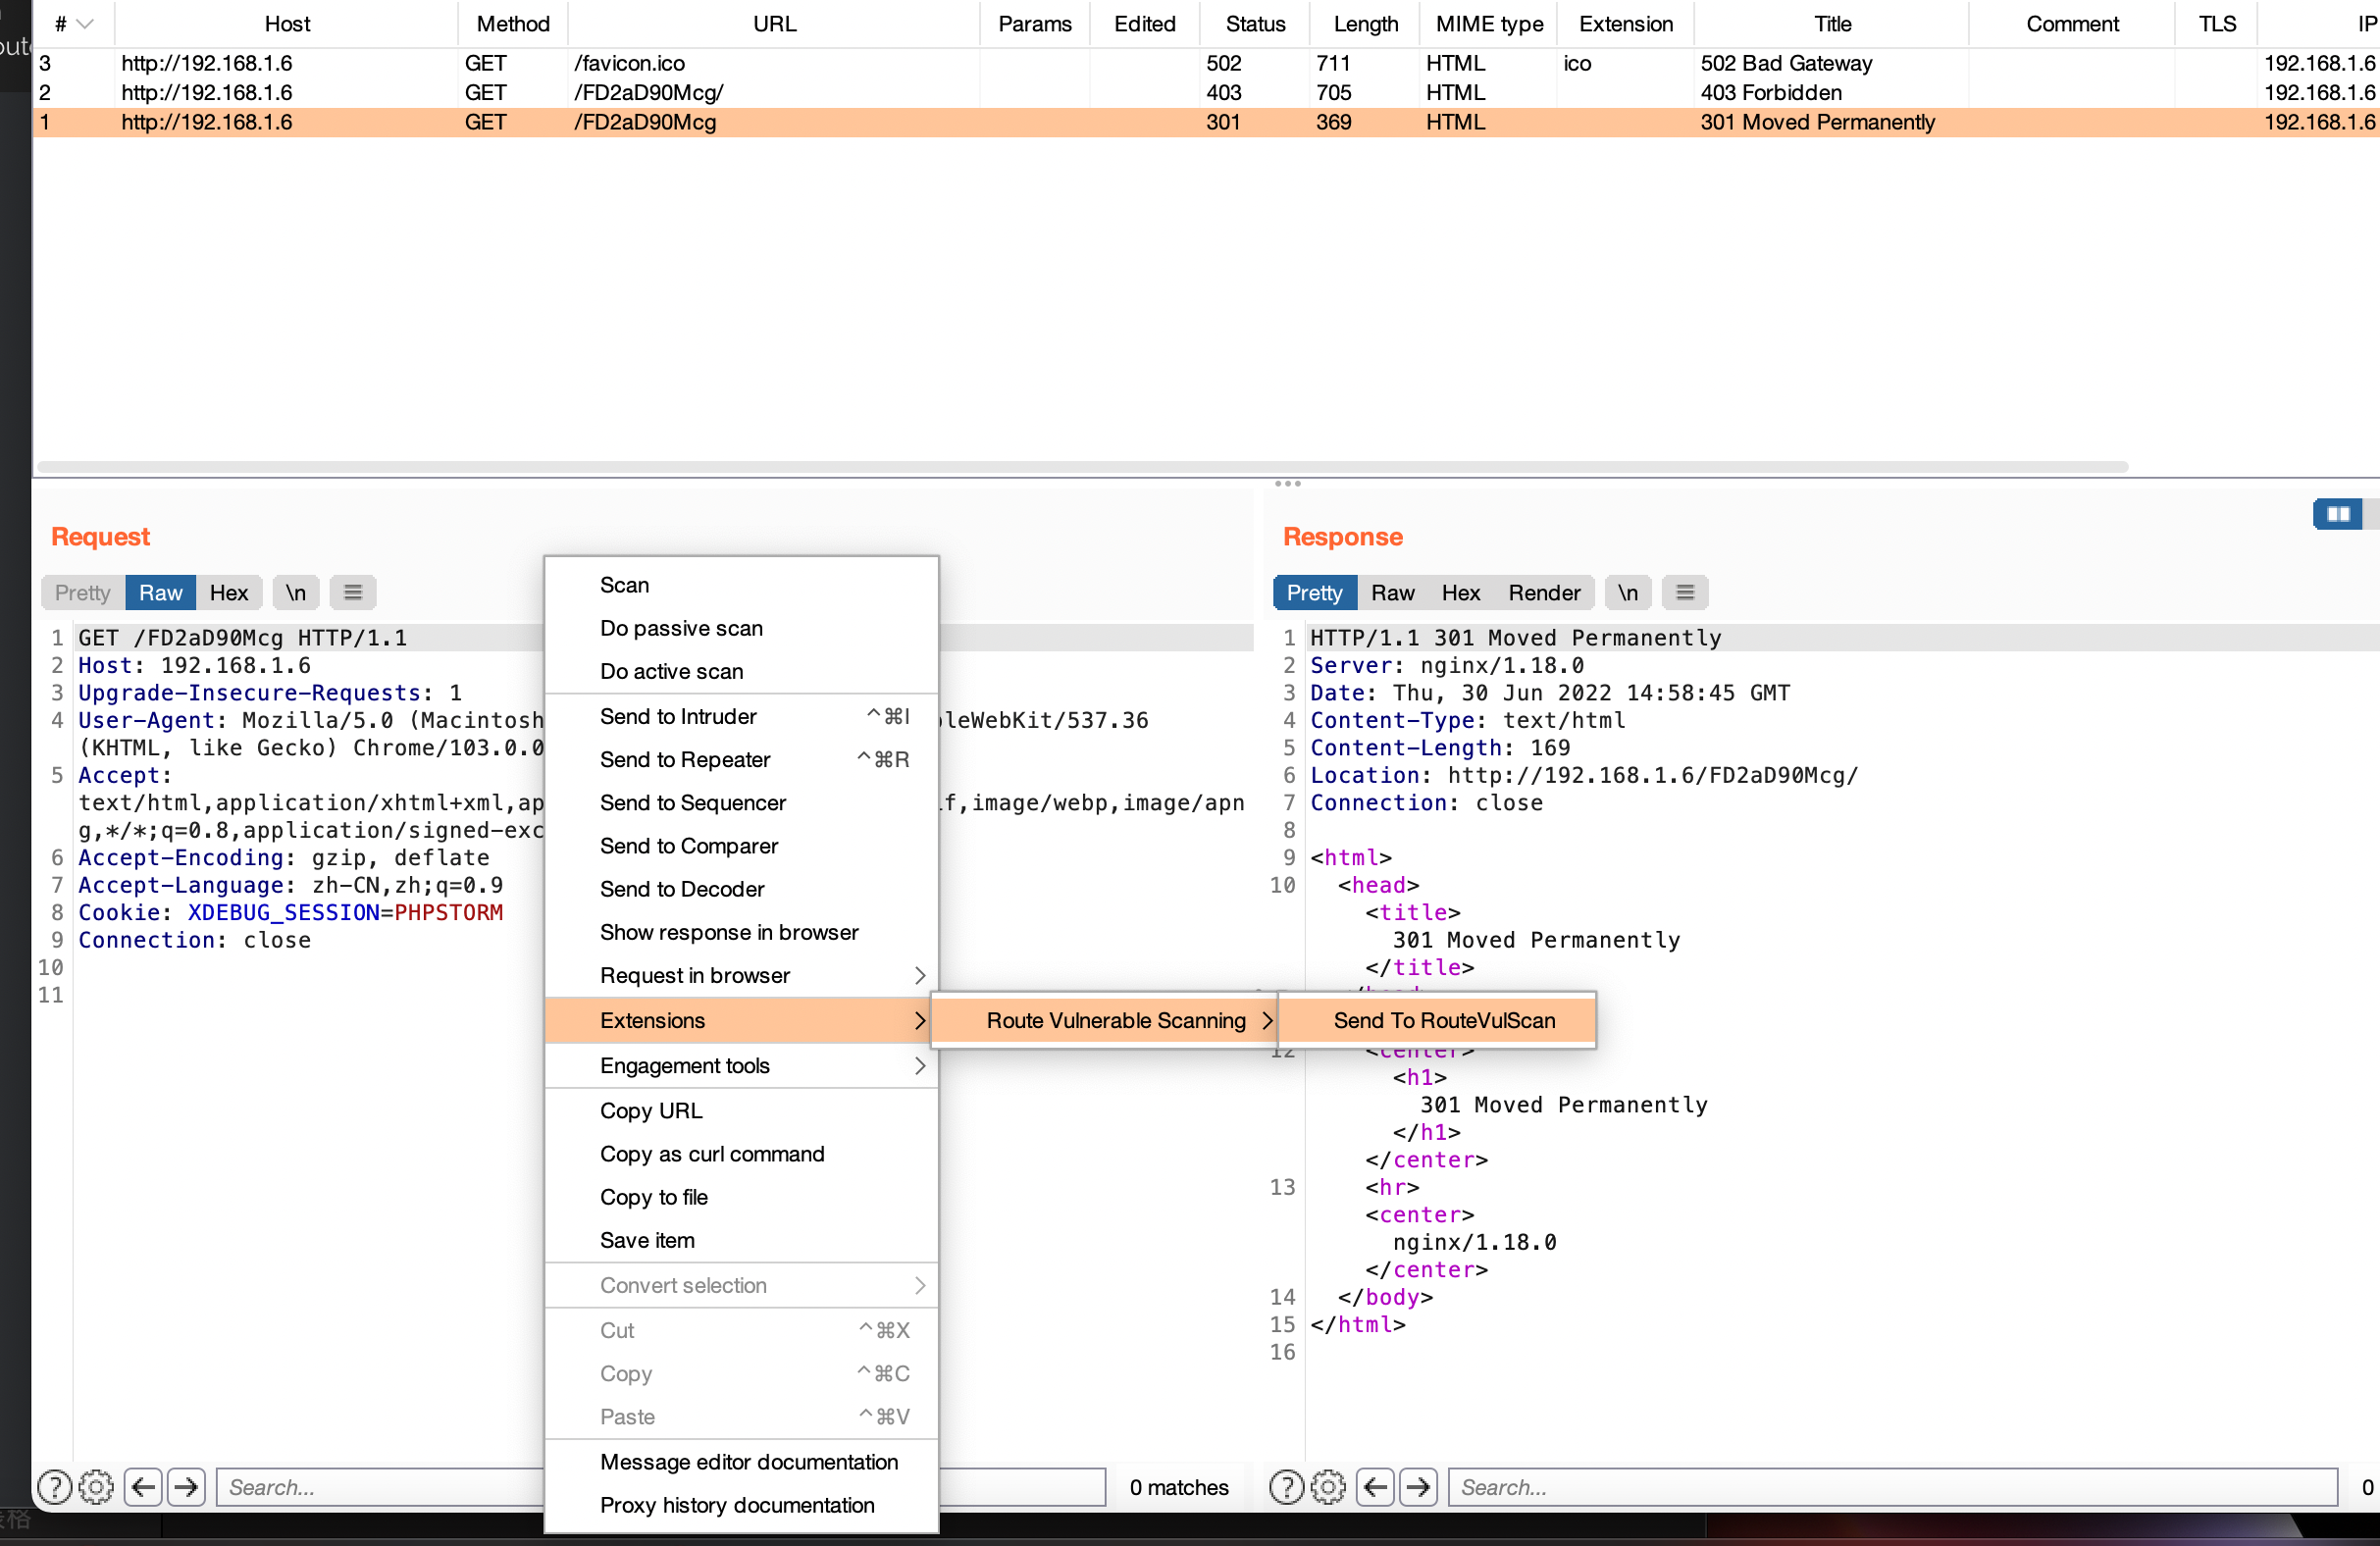 # Host Method URL Params Edited Status Length MIME type Extension Title Comment TLS IP
3 http://192.168.1.6 GET /favicon.ico 502 711 HTML ico 502 Bad Gateway 192.168.1.6
2 http://192.168.1.6 GET /FD2aD90Mcg/ 403 705 HTML 403 Forbidden 192.168.1.6
1 http://192.168.1.6 GET /FD2aD90Mcg 301 369 HTML 301 Moved Permanently 192.168.1.6
Request
Pretty Raw Hex \n
1 GET /FD2aD90Mcg HTTP/1.1
2 Host: 192.168.1.6
3 Upgrade-Insecure-Requests: 1
4 User-Agent: Mozilla/5.0 (Macintosh leWebKit/537.36
(KHTML, like Gecko) Chrome/103.0.0
5 Accept:
text/html,application/xhtml+xml,ap f,image/webp,image/apn
g,*/*;q=0.8,application/signed-exc
6 Accept-Encoding: gzip, deflate
7 Accept-Language: zh-CN,zh;q=0.9
8 Cookie: XDEBUG_SESSION=PHPSTORM
9 Connection: close
10
11
Scan
Do passive scan
Do active scan
Send to Intruder ^⌘I
Send to Repeater ^⌘R
Send to Sequencer
Send to Comparer
Send to Decoder
Show response in browser
Request in browser
Extensions
Route Vulnerable Scanning
Send To RouteVulScan
Engagement tools
Copy URL
Copy as curl command
Copy to file
Save item
Convert selection
Cut ^⌘X
Copy ^⌘C
Paste ^⌘V
Message editor documentation
Proxy history documentation
Search... 0 matches
Response
Pretty Raw Hex Render \n
1 HTTP/1.1 301 Moved Permanently
2 Server: nginx/1.18.0
3 Date: Thu, 30 Jun 2022 14:58:45 GMT
4 Content-Type: text/html
5 Content-Length: 169
6 Location: http://192.168.1.6/FD2aD90Mcg/
7 Connection: close
8
9 <html>
10 <head>
<title>
301 Moved Permanently
</title>
12 <center>
<h1>
301 Moved Permanently
</h1>
</center>
13 <hr>
<center>
nginx/1.18.0
</center>
14 </body>
15 </html>
16
Search... 0